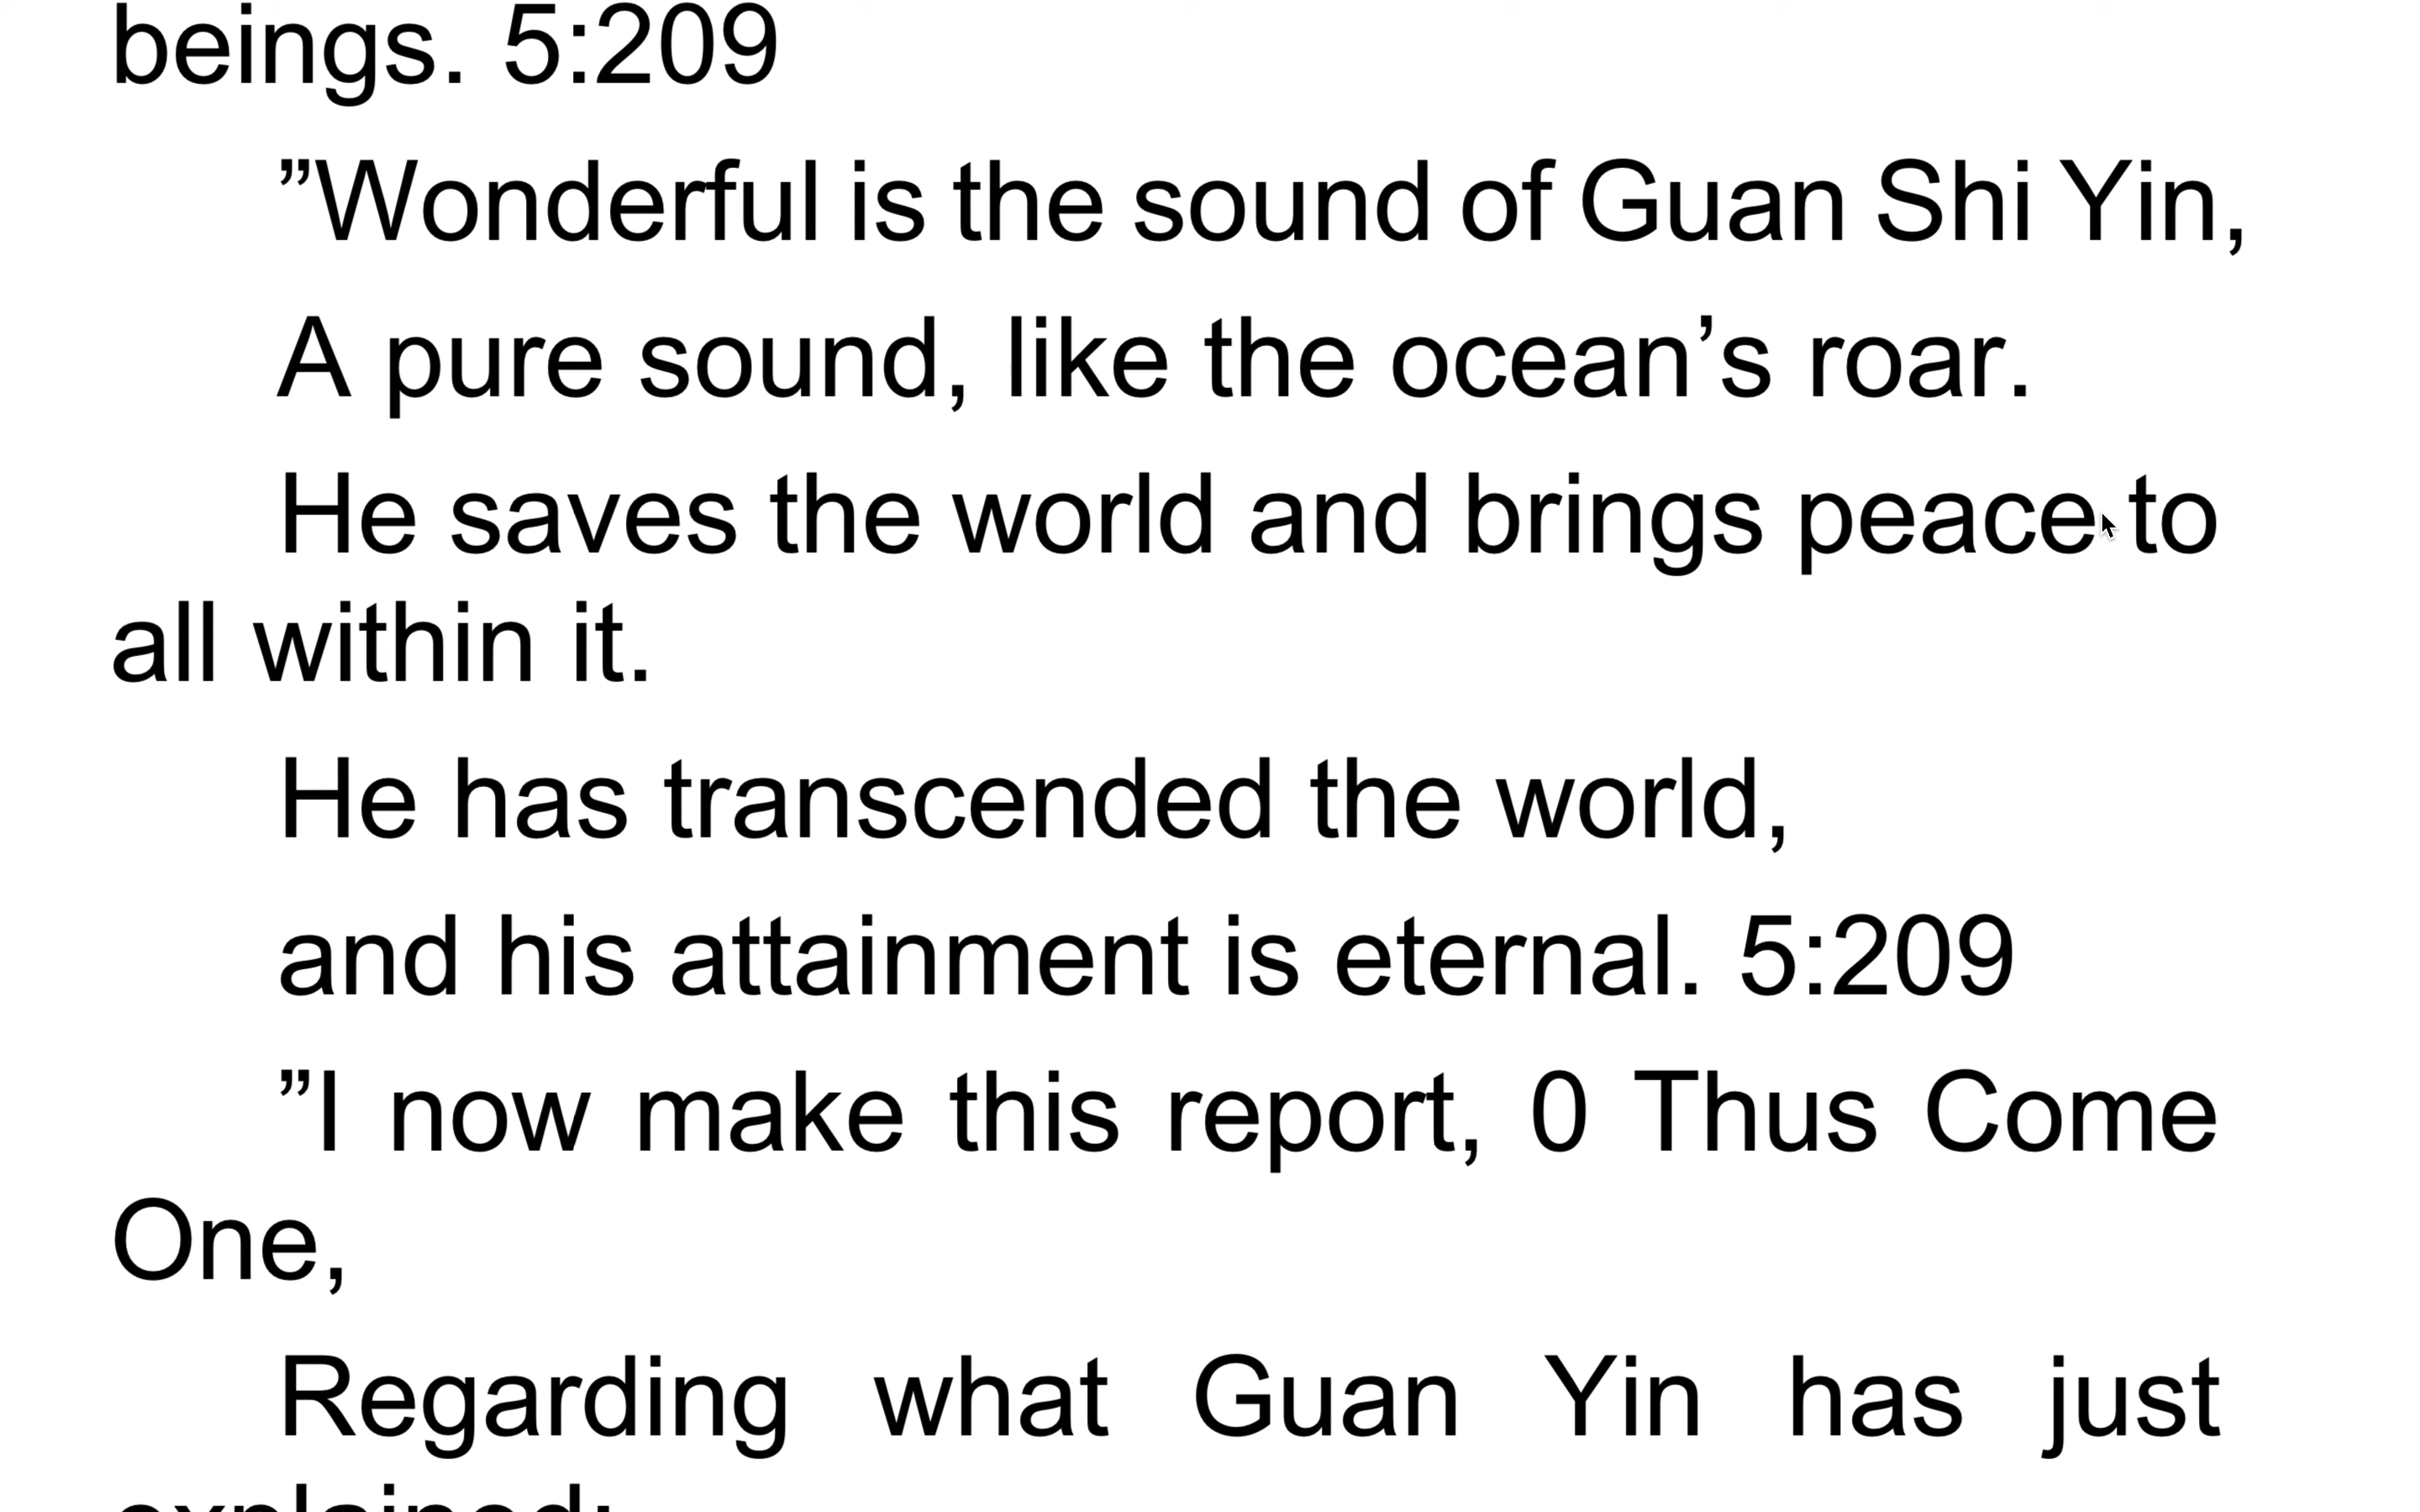 beings. 5:209
”Wonderful is the sound of Guan Shi Yin,
A pure sound, like the ocean’s roar.
He saves the world and brings peace to
all within it.
He has transcended the world,
and his attainment is eternal. 5:209
”I now make this report, 0 Thus Come
One,
Regarding what Guan Yin has just
explained: